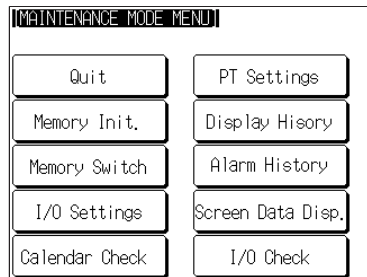 [MAINTENANCE MODE MENU]
Quit
PT Settings
Memory Init.
Display Hisory
Memory Switch
Alarm History
I/O Settings
Screen Data Disp.
Calendar Check
I/O Check